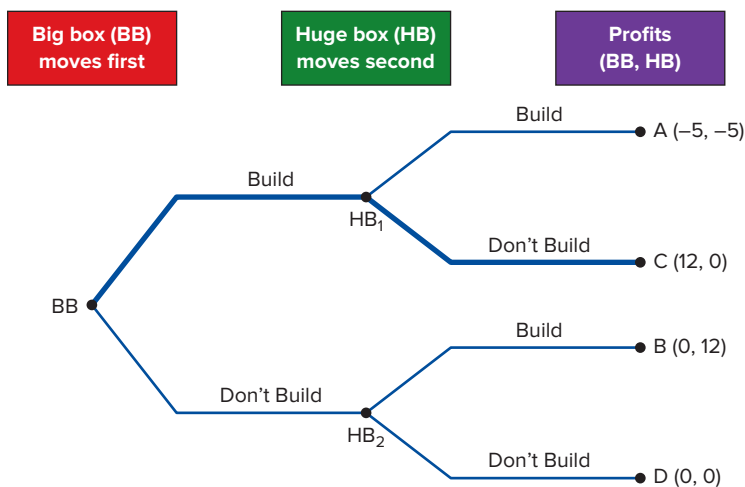 Big box (BB)
moves first
Huge box (HB)
moves second
Profits
(BB, HB)
Build
A (–5, –5)
Build
HB1
Don't Build
C (12, 0)
BB
Build
B (0, 12)
Don't Build
HB2
Don't Build
D (0, 0)